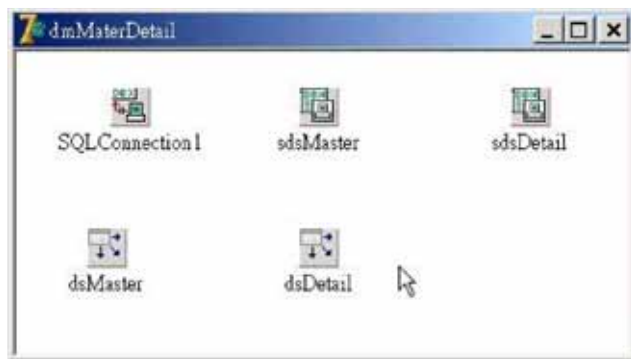 dmMaterDetail
SQLConnection1
sdsMaster
sdsDetail
dsMaster
dsDetail